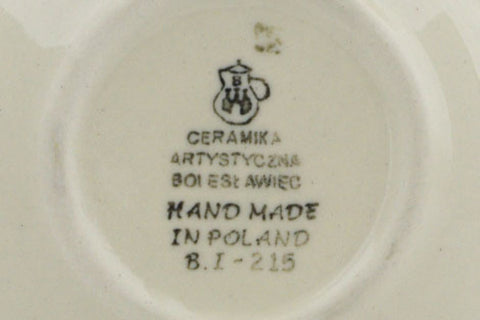 B
CERAMIKA
ARTYSTYCZNA
BOLESŁAWIEC
HAND MADE
IN POLAND
B.I-215